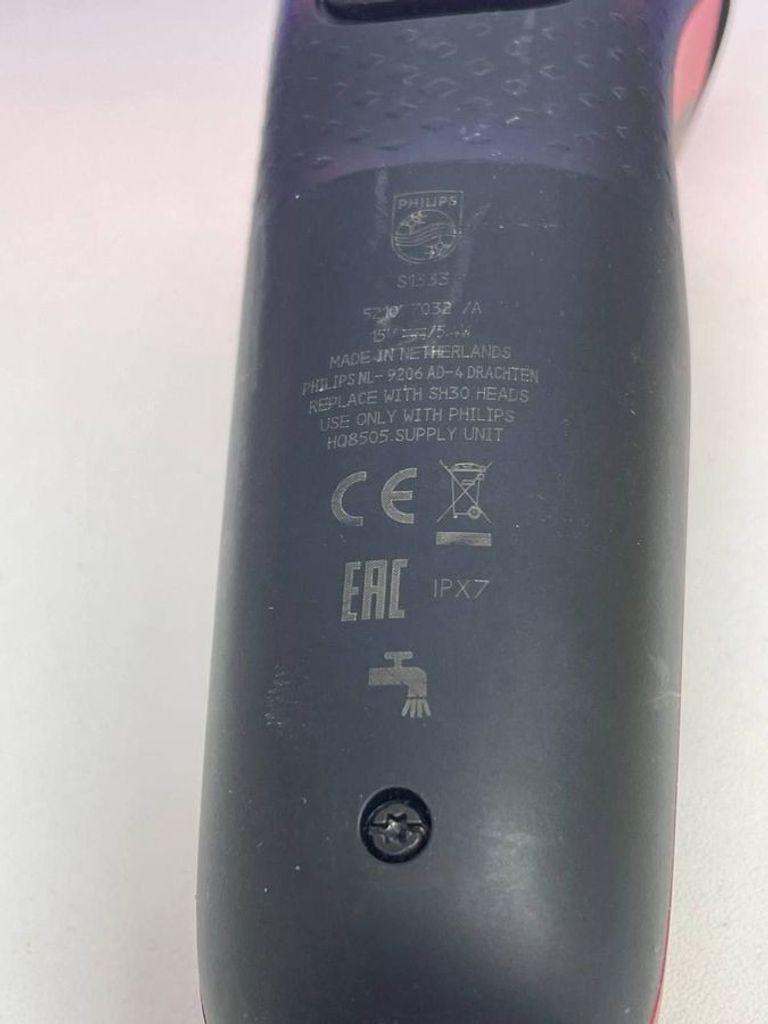 PHILIPS
S1333
/A
MADE IN NETHERLANDS
PHILIPS NL-9206 AD-4 DRACHTEN
REPLACE WITH SH30 HEADS
USE ONLY WITH PHILIPS
HQ8505 SUPPLY UNIT
CE
EAC IPX7